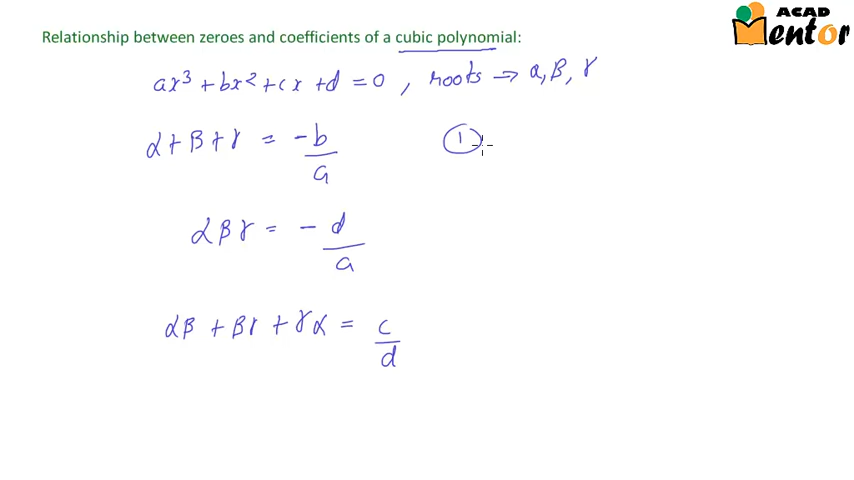 ACAD
mentor
Relationship between zeroes and coefficients of a cubic polynomial:
ax³ + bx² + cx + d = 0 , roots → α, β, γ
α + β + γ = -b/a
①
αβγ = - d/a
αβ + βγ + γα = c/d